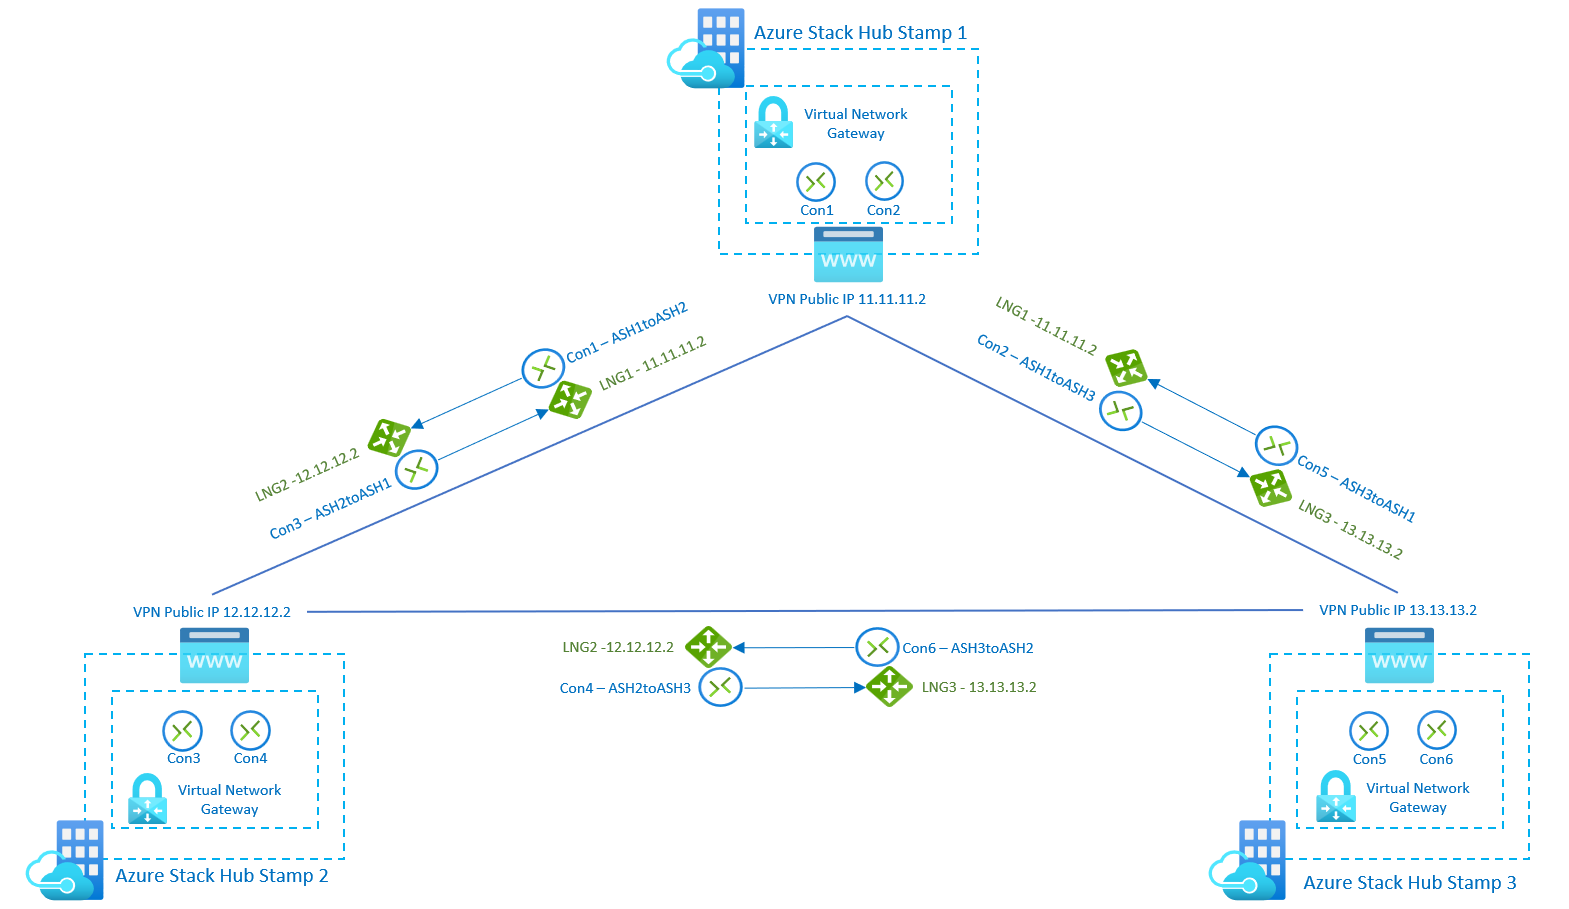 Azure Stack Hub Stamp 1
Virtual Network
Gateway
Con1
Con2
WWW
VPN Public IP 11.11.11.2
Con1 – ASH1toASH2
LNG1 - 11.11.11.2
LNG2 -12.12.12.2
Con3 – ASH2toASH1
LNG1 -11.11.11.2
Con2 – ASH1toASH3
Con5 – ASH3toASH1
LNG3 - 13.13.13.2
VPN Public IP 12.12.12.2
VPN Public IP 13.13.13.2
WWW
LNG2 -12.12.12.2
Con6 – ASH3toASH2
Con4 – ASH2toASH3
LNG3 - 13.13.13.2
WWW
Con3
Con4
Virtual Network
Gateway
Azure Stack Hub Stamp 2
Con5
Con6
Virtual Network
Gateway
Azure Stack Hub Stamp 3